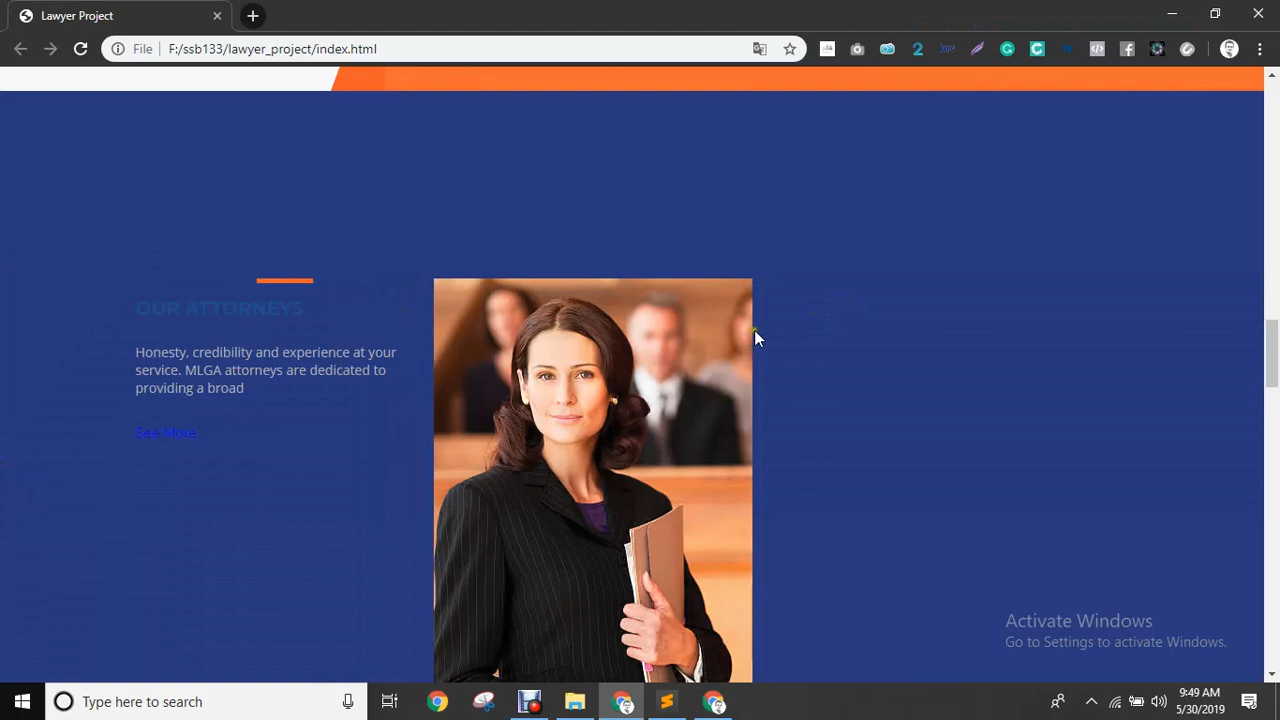 Lawyer Project
File
F:/ssb133/lawyer_project/index.html
OUR ATTORNEYS
Honesty, credibility and experience at your
service. MLGA attorneys are dedicated to
providing a broad
See More
Activate Windows
Go to Settings to activate Windows.
Type here to search
9:49 AM
5/30/2019